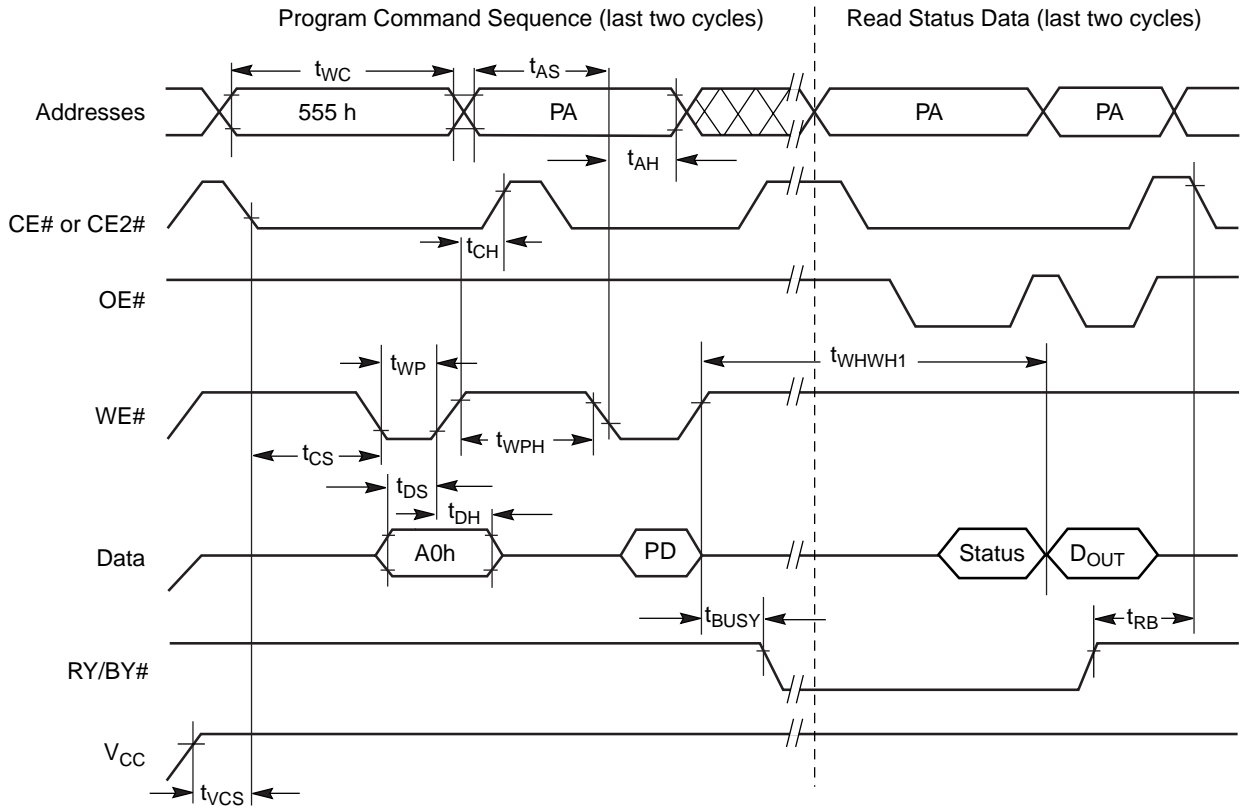 Program Command Sequence (last two cycles) Read Status Data (last two cycles)
tWC tAS
Addresses 555 h PA PA PA
tAH
CE# or CE2#
tCH
OE#
tWP tWHWH1
WE#
tCS tWPH
tDS
tDH
Data A0h PD Status DOUT
tBUSY tRB
RY/BY#
VCC
tVCS